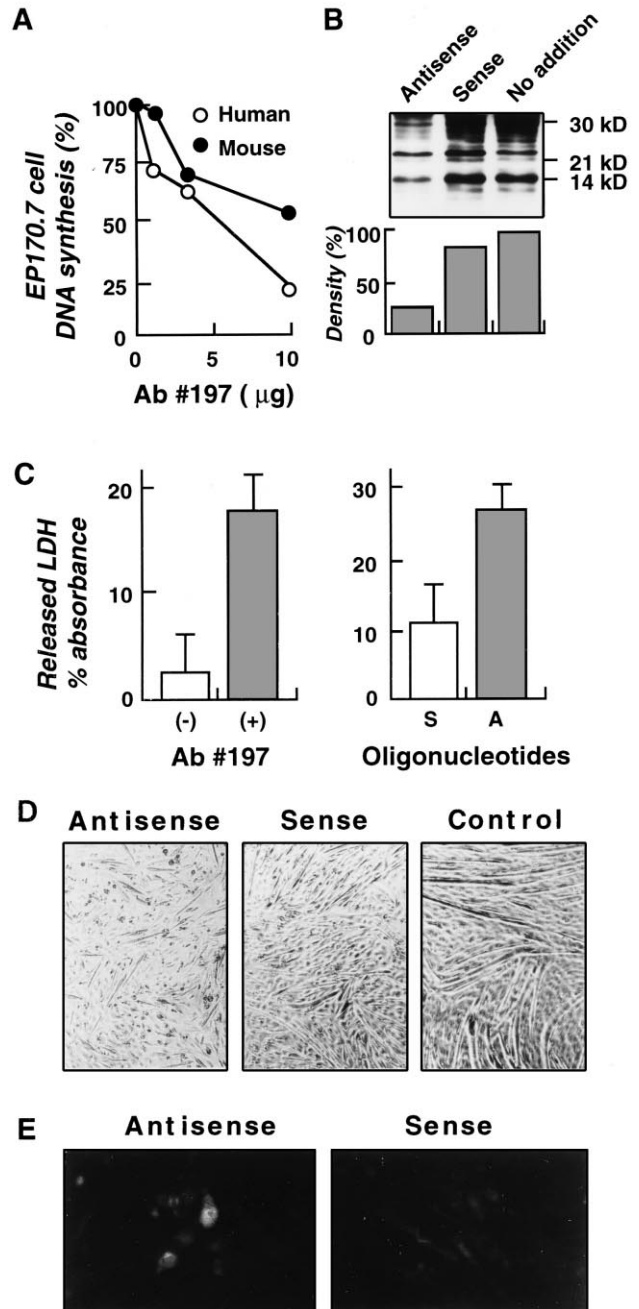 A
100
75
50
25
0
EP170.7 cell
DNA synthesis (%)
Human
Mouse
0 5 10
Ab #197 ( µg)
B
Antisense
Sense
No addition
30 kD
21 kD
14 kD
100
50
0
Density (%)
C
Released LDH
% absorbance
20
10
0
(-) (+)
Ab #197
30
20
10
0
S A
Oligonucleotides
D
Antisense Sense Control
E
Antisense Sense